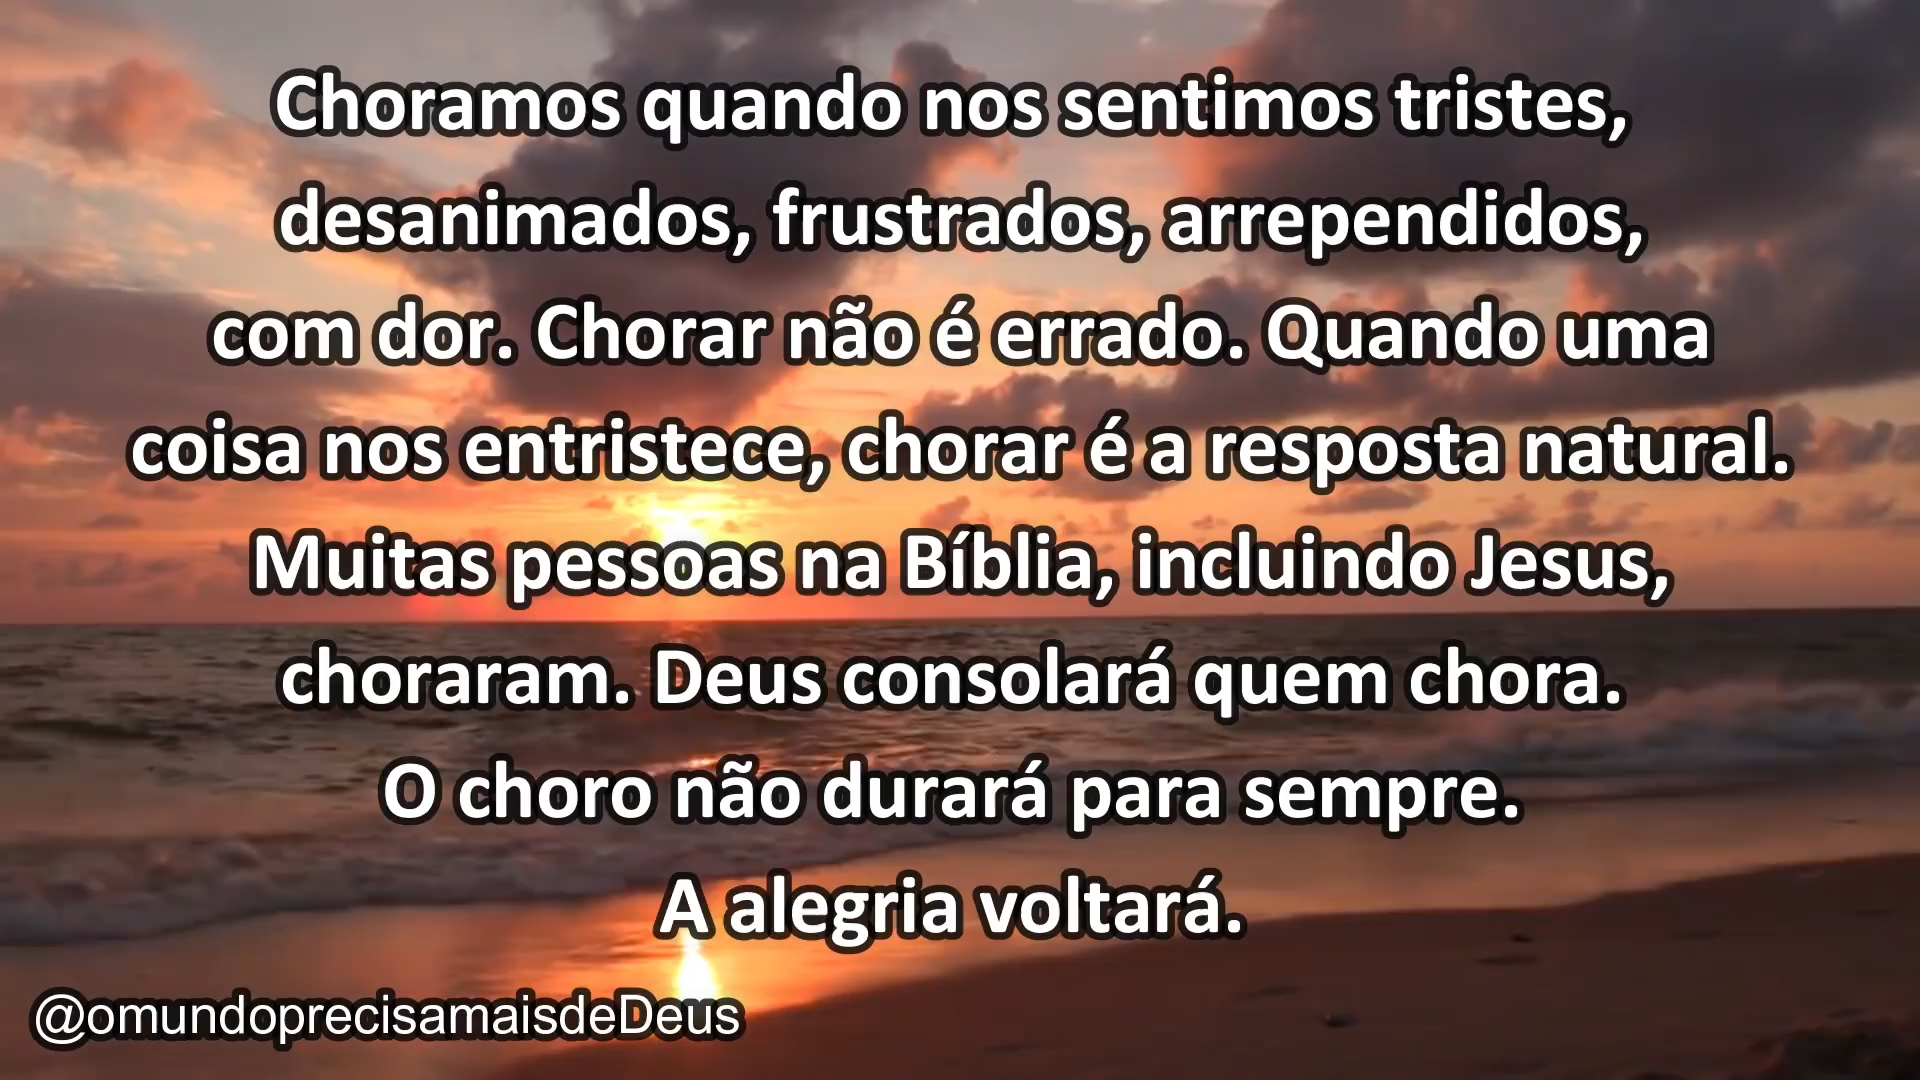 Choramos quando nos sentimos tristes,
desanimados, frustrados, arrependidos,
com dor. Chorar não é errado. Quando uma
coisa nos entristece, chorar é a resposta natural.
Muitas pessoas na Bíblia, incluindo Jesus,
choraram. Deus consolará quem chora.
O choro não durará para sempre.
A alegria voltará.
@omundoprecisamaisdeDeus